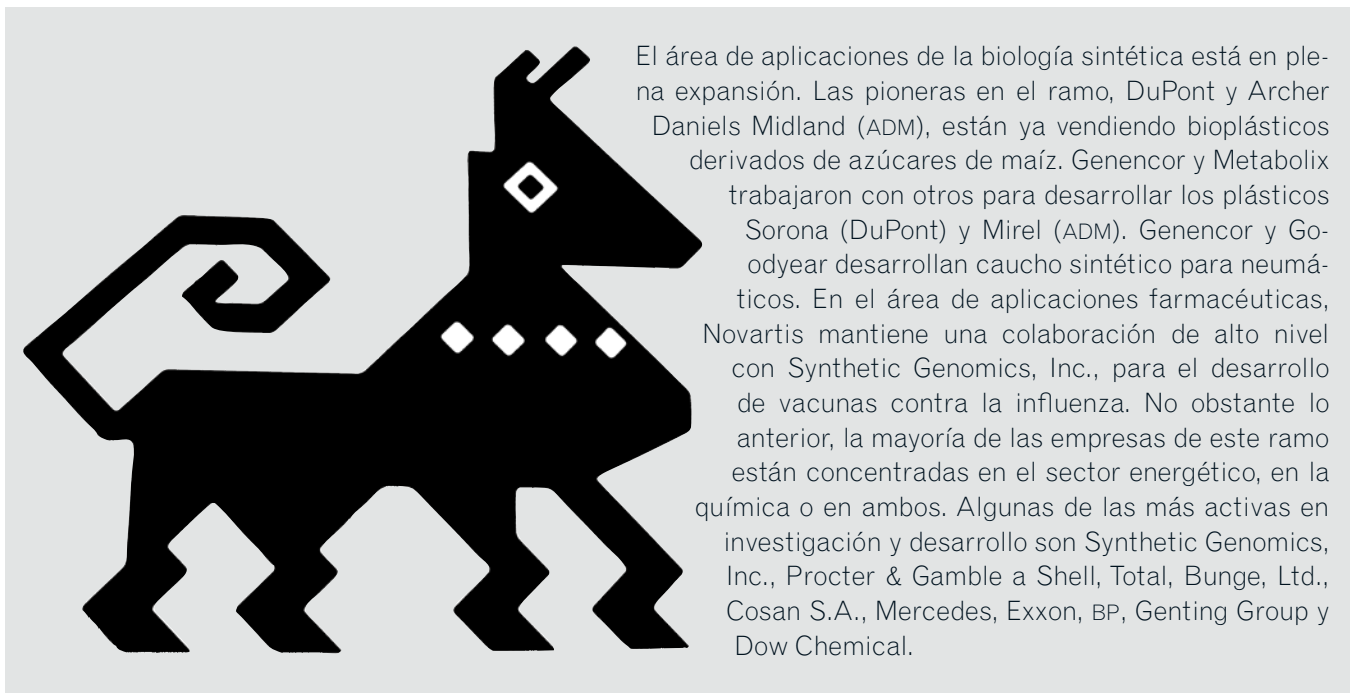 El área de aplicaciones de la biología sintética está en ple-
na expansión. Las pioneras en el ramo, DuPont y Archer
Daniels Midland (ADM), están ya vendiendo bioplásticos
derivados de azúcares de maíz. Genencor y Metabolix
trabajaron con otros para desarrollar los plásticos
Sorona (DuPont) y Mirel (ADM). Genencor y Go-
odyear desarrollan caucho sintético para neumá-
ticos. En el área de aplicaciones farmacéuticas,
Novartis mantiene una colaboración de alto nivel
con Synthetic Genomics, Inc., para el desarrollo
de vacunas contra la influenza. No obstante lo
anterior, la mayoría de las empresas de este ramo
están concentradas en el sector energético, en la
química o en ambos. Algunas de las más activas en
investigación y desarrollo son Synthetic Genomics,
Inc., Procter & Gamble a Shell, Total, Bunge, Ltd.,
Cosan S.A., Mercedes, Exxon, BP, Genting Group y
Dow Chemical.